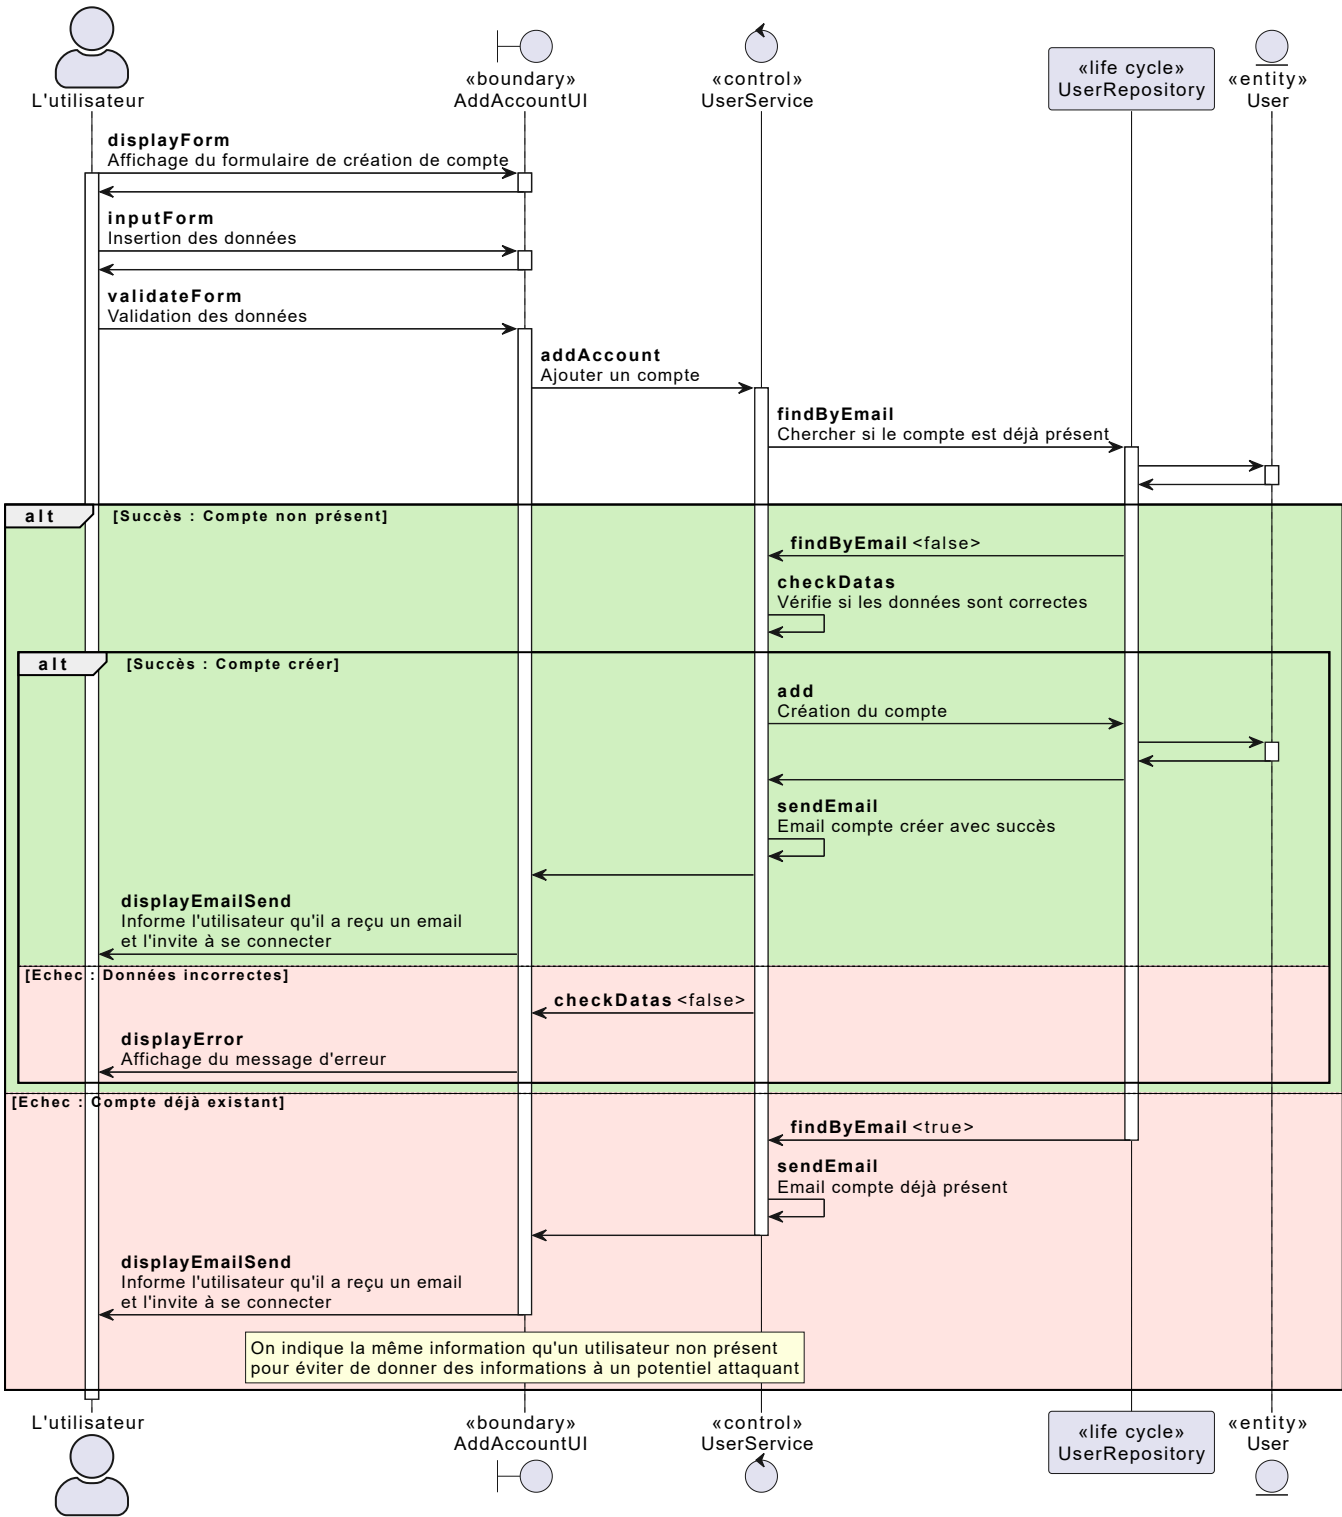 L'utilisateur
«boundary»
AddAccountUI
«control»
UserService
«life cycle»
UserRepository
«entity»
User
displayForm
Affichage du formulaire de création de compte
inputForm
Insertion des données
validateForm
Validation des données
addAccount
Ajouter un compte
findByEmail
Chercher si le compte est déjà présent
alt [Succès : Compte non présent]
findByEmail <false>
checkDatas
Vérifie si les données sont correctes
alt [Succès : Compte créer]
add
Création du compte
sendEmail
Email compte créer avec succès
displayEmailSend
Informe l'utilisateur qu'il a reçu un email
et l'invite à se connecter
[Echec : Données incorrectes]
checkDatas <false>
displayError
Affichage du message d'erreur
[Echec : Compte déjà existant]
findByEmail <true>
sendEmail
Email compte déjà présent
displayEmailSend
Informe l'utilisateur qu'il a reçu un email
et l'invite à se connecter
On indique la même information qu'un utilisateur non présent
pour éviter de donner des informations à un potentiel attaquant
L'utilisateur
«boundary»
AddAccountUI
«control»
UserService
«life cycle»
UserRepository
«entity»
User